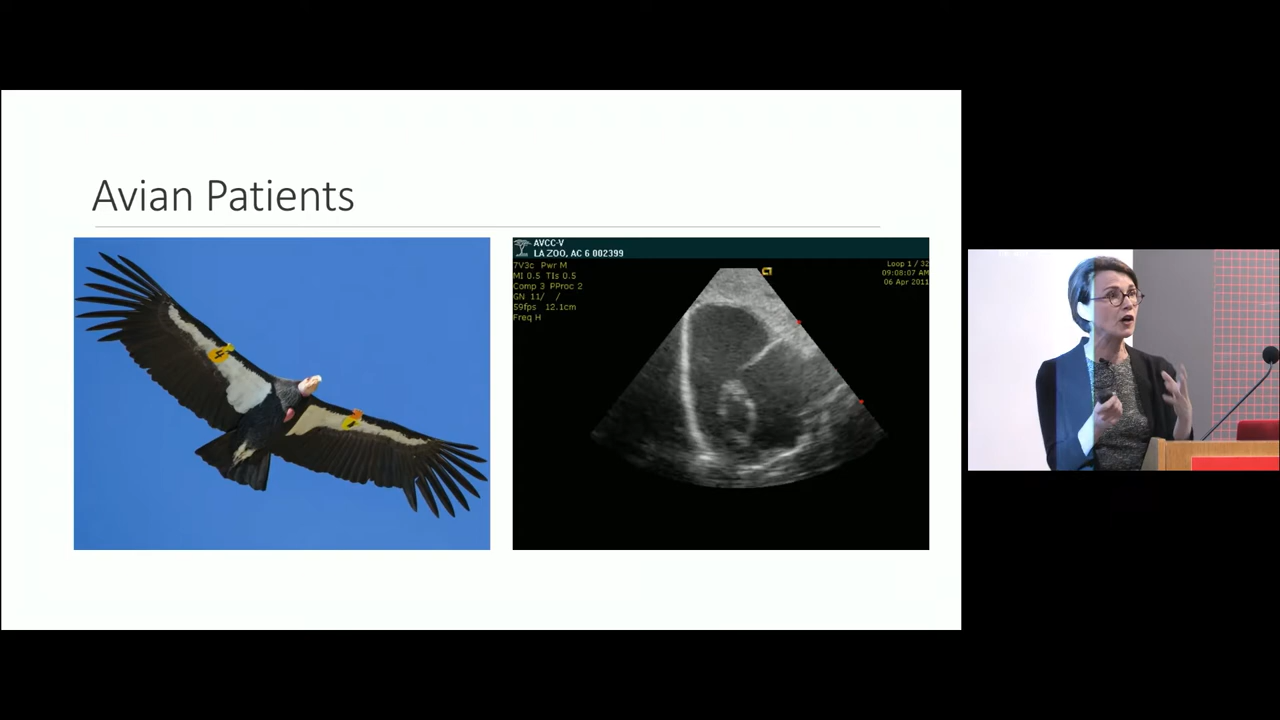 Avian Patients
AVCC-V
LA ZOO, AC 6 002399
7V3c Pwr M
MI 0.5 TIs 0.5
Comp 3 PProc 2
GN 11/ /
59fps 12.1cm
Freq H
Loop 1 / 32
09:08:07 AM
06 Apr 2011